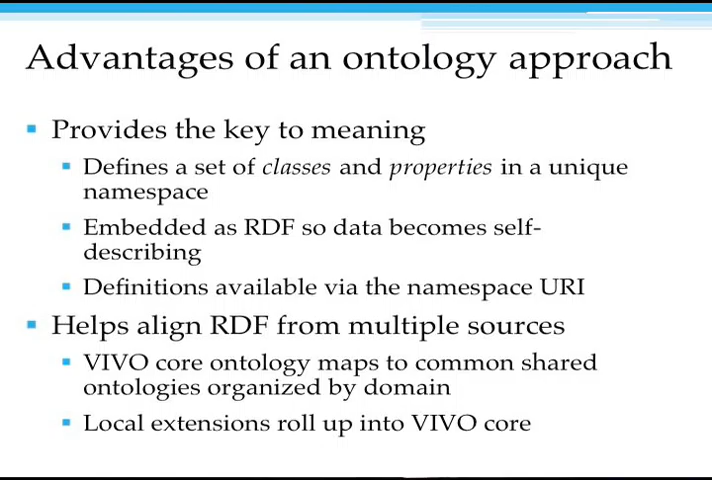 Advantages of an ontology approach
Provides the key to meaning
Defines a set of classes and properties in a unique
namespace
Embedded as RDF so data becomes self-
describing
Definitions available via the namespace URI
Helps align RDF from multiple sources
VIVO core ontology maps to common shared
ontologies organized by domain
Local extensions roll up into VIVO core